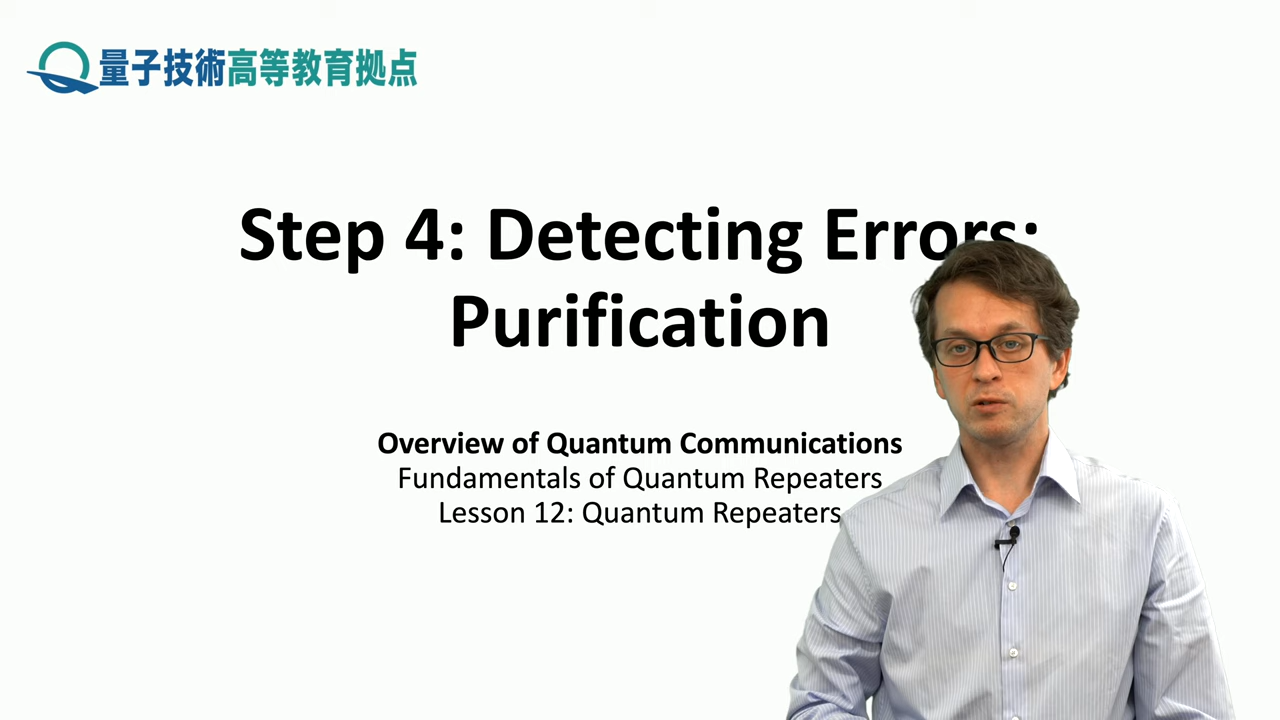 量子技術高等教育拠点
Step 4: Detecting Errors:
Purification
Overview of Quantum Communications
Fundamentals of Quantum Repeaters
Lesson 12: Quantum Repeaters